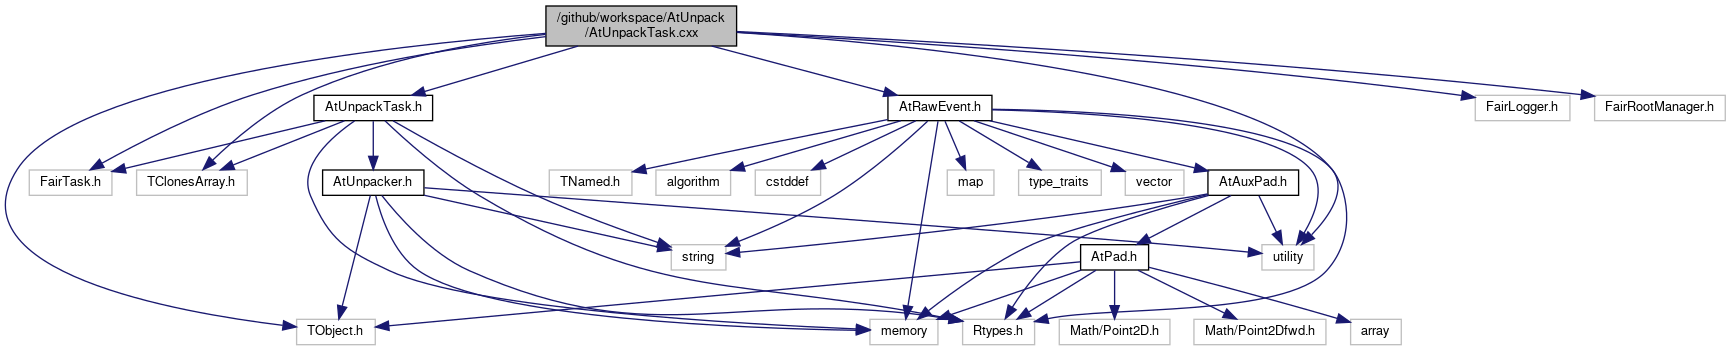 /github/workspace/AtUnpack
/AtUnpackTask.cxx
AtUnpackTask.h
AtRawEvent.h
FairLogger.h
FairRootManager.h
FairTask.h
TClonesArray.h
AtUnpacker.h
TNamed.h
algorithm
cstddef
map
type_traits
vector
AtAuxPad.h
string
AtPad.h
utility
TObject.h
memory
Rtypes.h
Math/Point2D.h
Math/Point2Dfwd.h
array